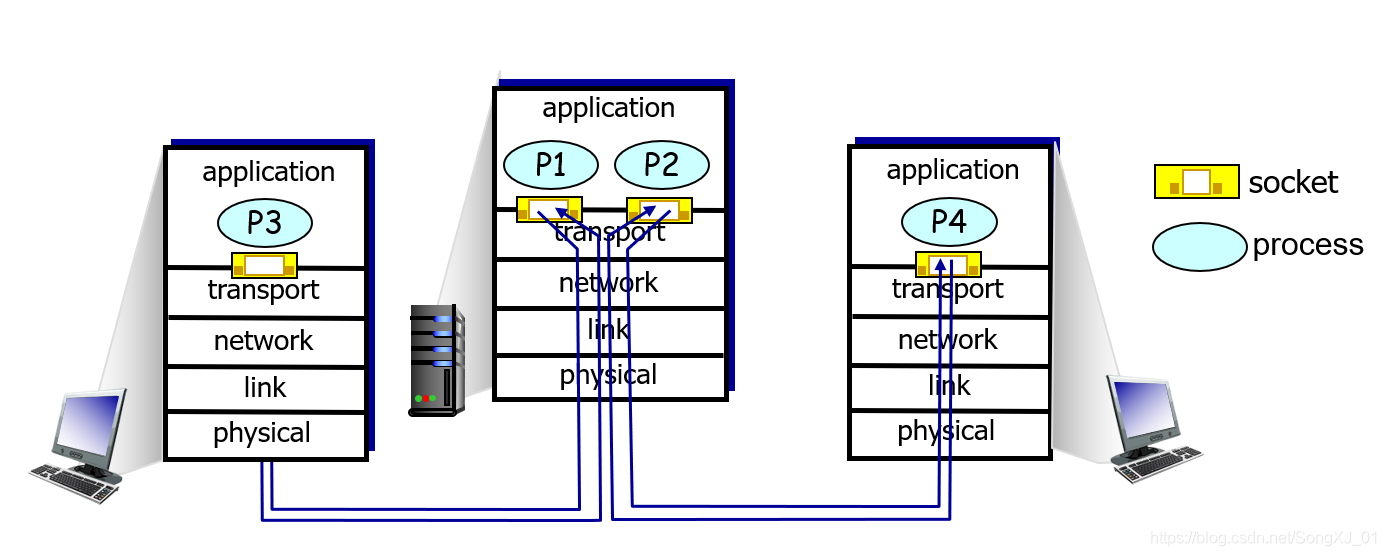 application
P3
transport
network
link
physical
application
P1 P2
transport
network
link
physical
application
P4
transport
network
link
physical
socket
process
https://blog.csdn.net/SongXJ_01